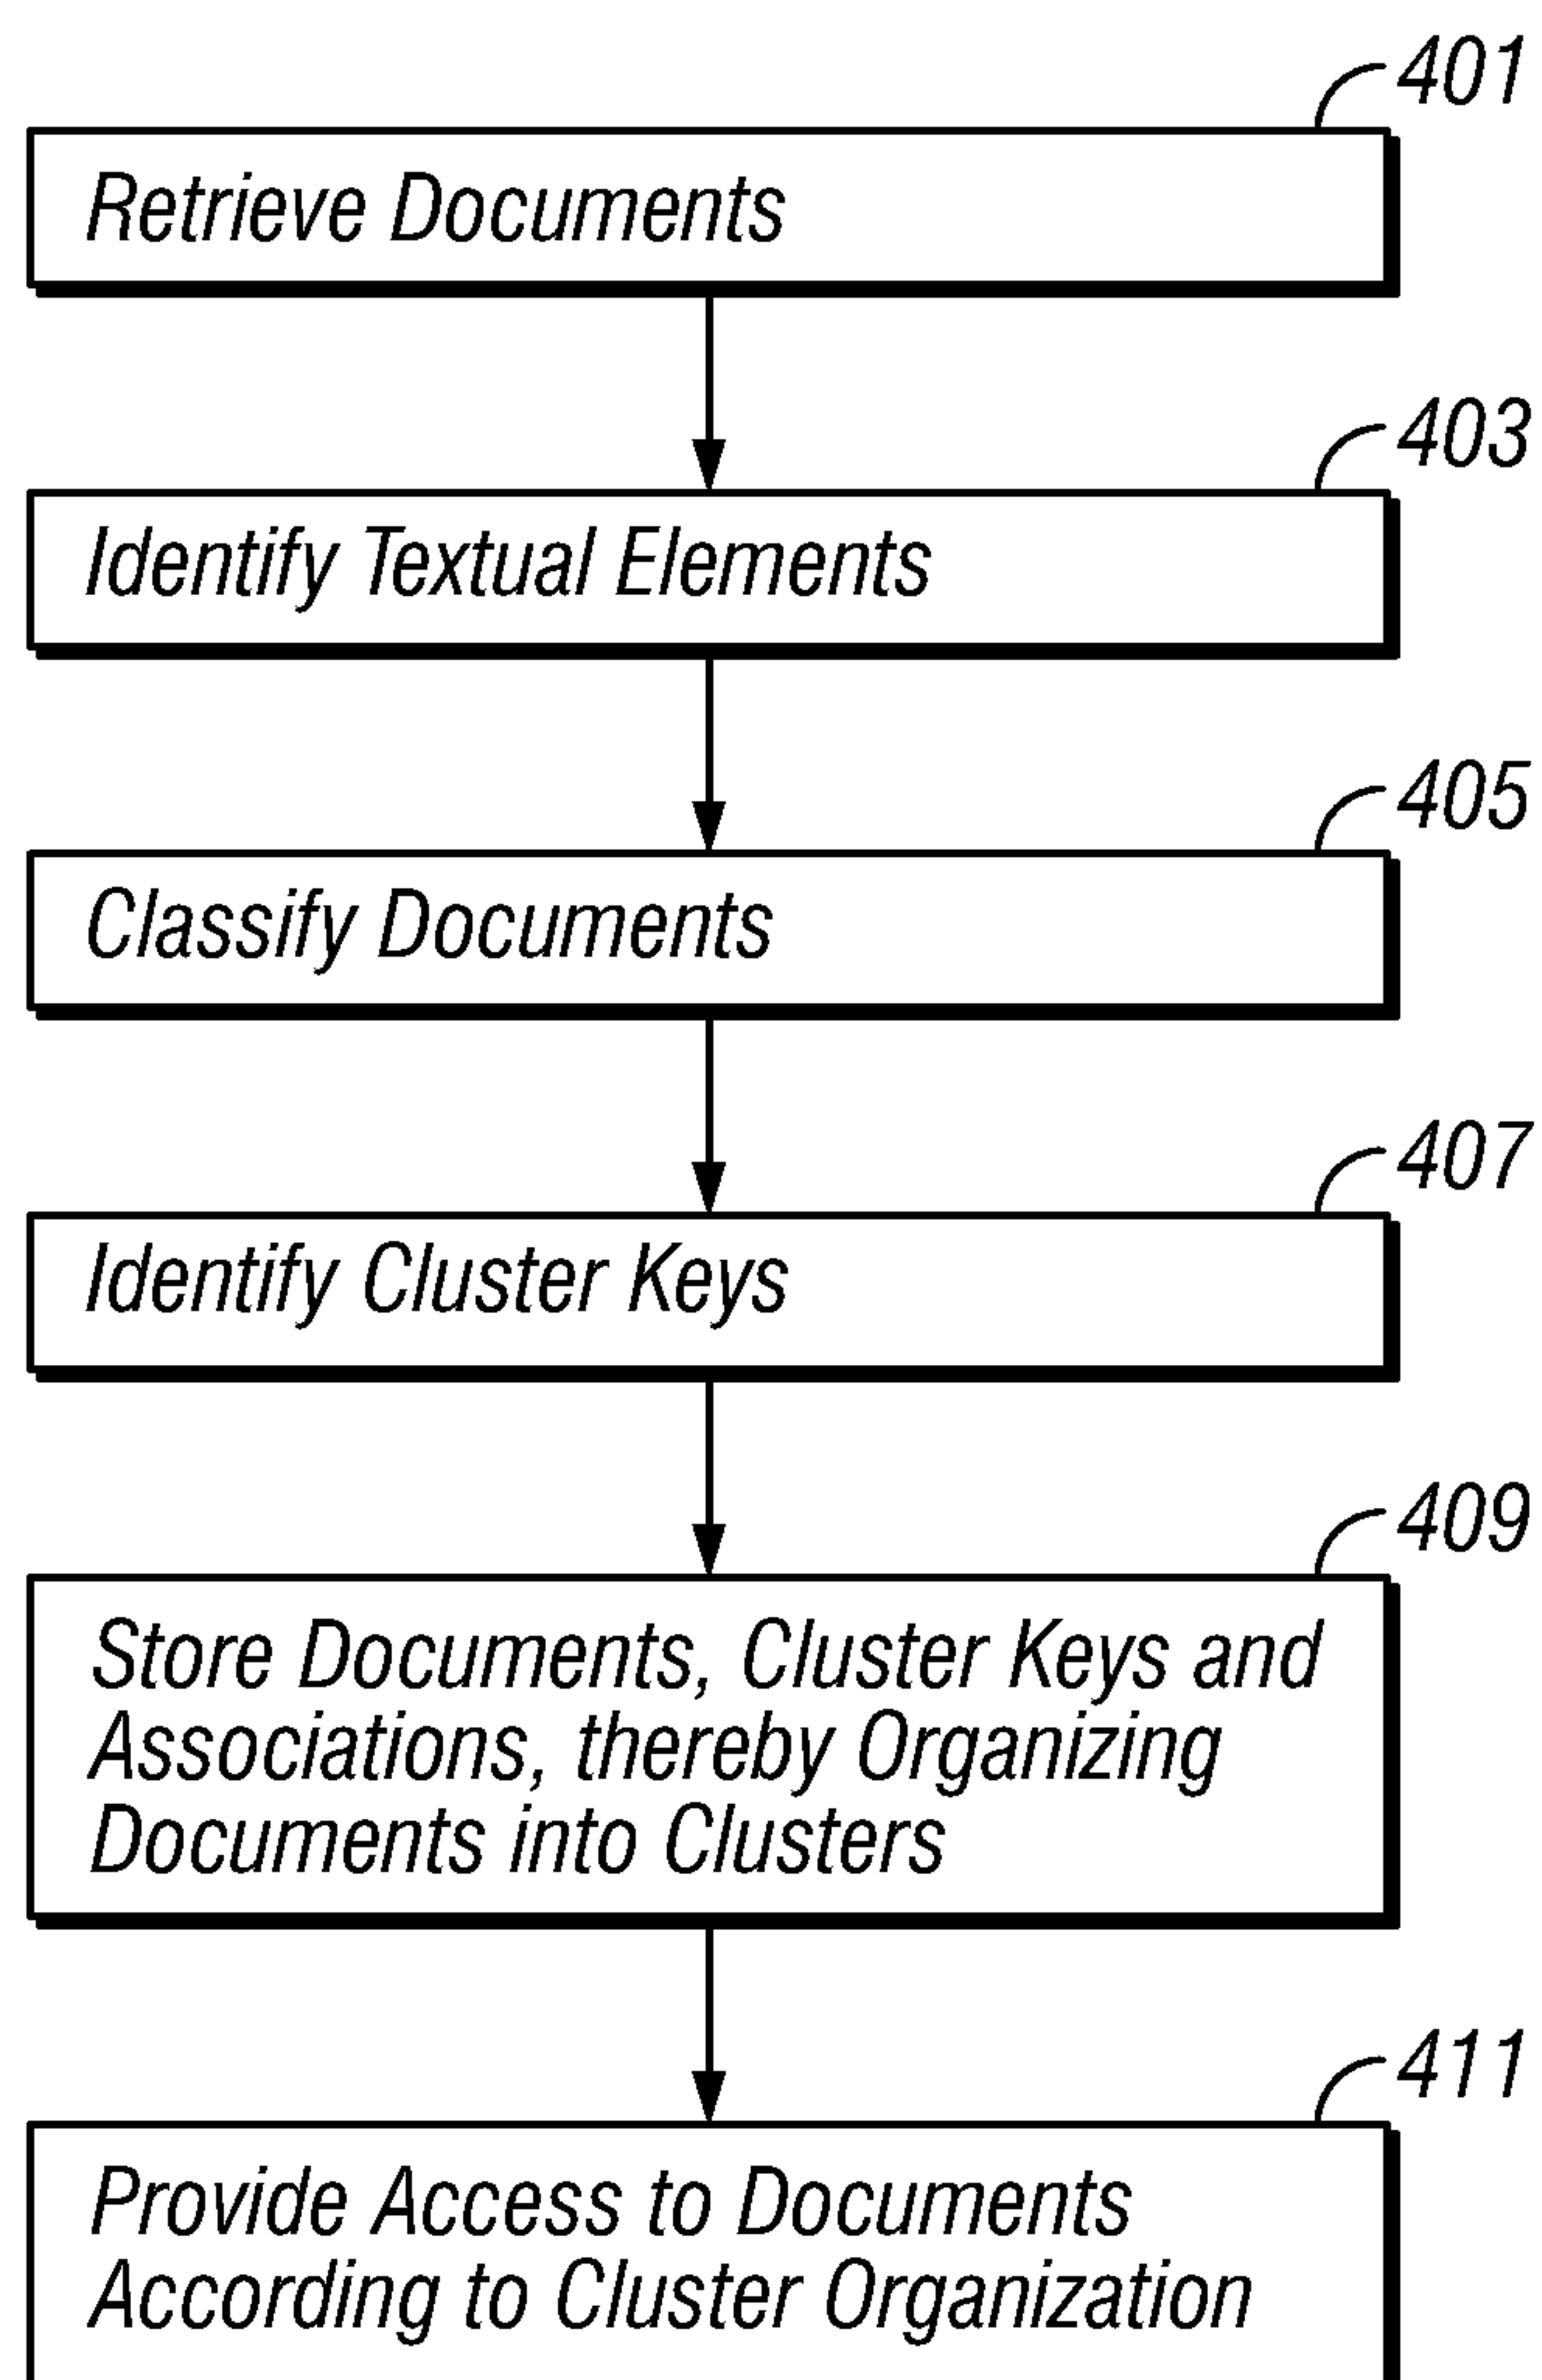 401
Retrieve Documents
403
Identify Textual Elements
405
Classify Documents
407
Identify Cluster Keys
409
Store Documents, Cluster Keys and
Associations, thereby Organizing
Documents into Clusters
411
Provide Access to Documents
According to Cluster Organization